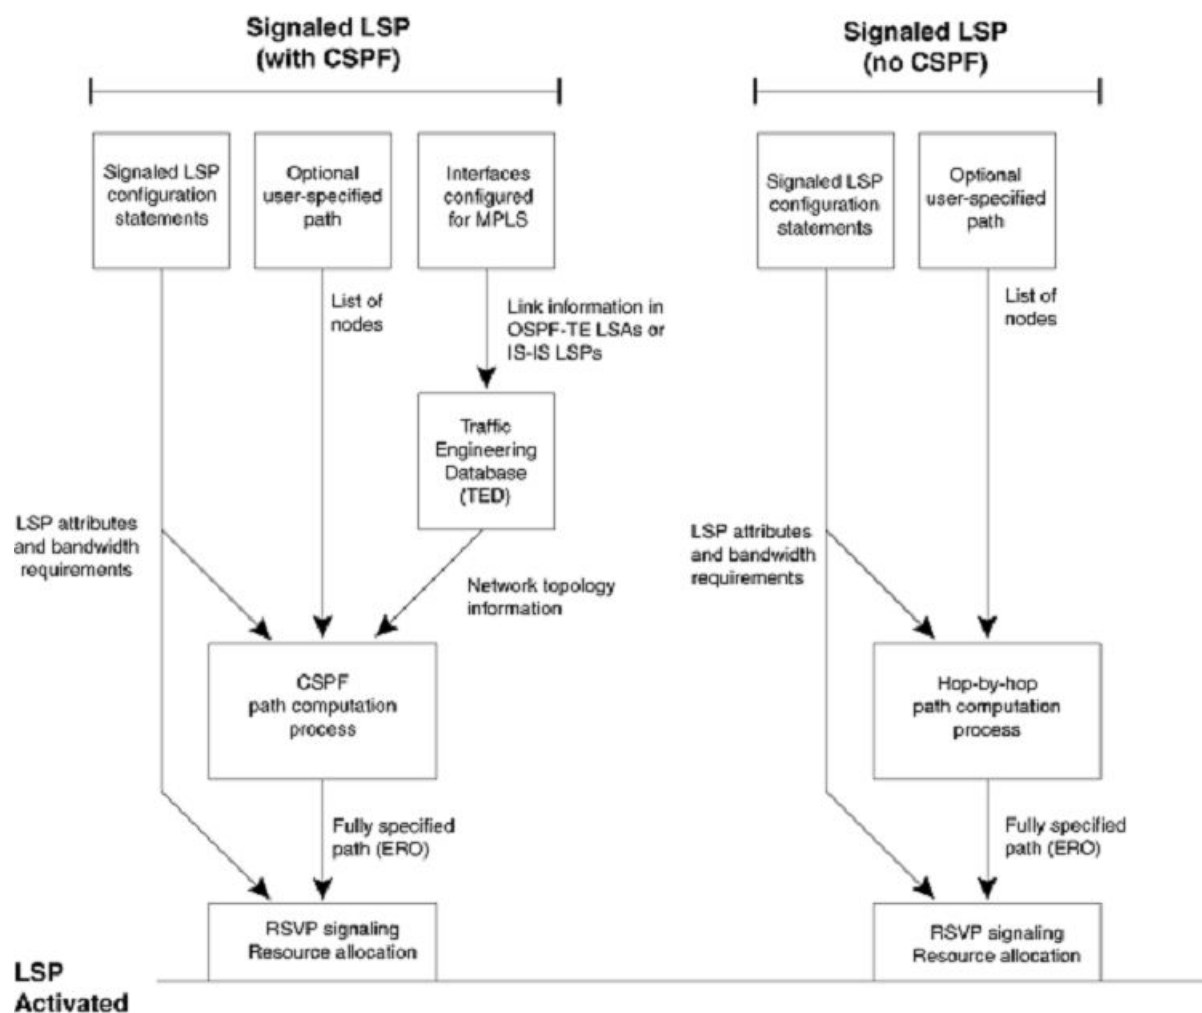 Signaled LSP
(with CSPF)
Signaled LSP
(no CSPF)
Signaled LSP
configuration
statements
Optional
user-specified
path
Interfaces
configured
for MPLS
Signaled LSP
configuration
statements
Optional
user-specified
path
List of
nodes
Link information in
OSPF-TE LSAs or
IS-IS LSPs
List of
nodes
Traffic
Engineering
Database
(TED)
LSP attributes
and bandwidth
requirements
Network topology
information
LSP attributes
and bandwidth
requirements
CSPF
path computation
process
Hop-by-hop
path computation
process
Fully specified
path (ERO)
Fully specified
path (ERO)
RSVP signaling
Resource allocation
RSVP signaling
Resource allocation
LSP
Activated